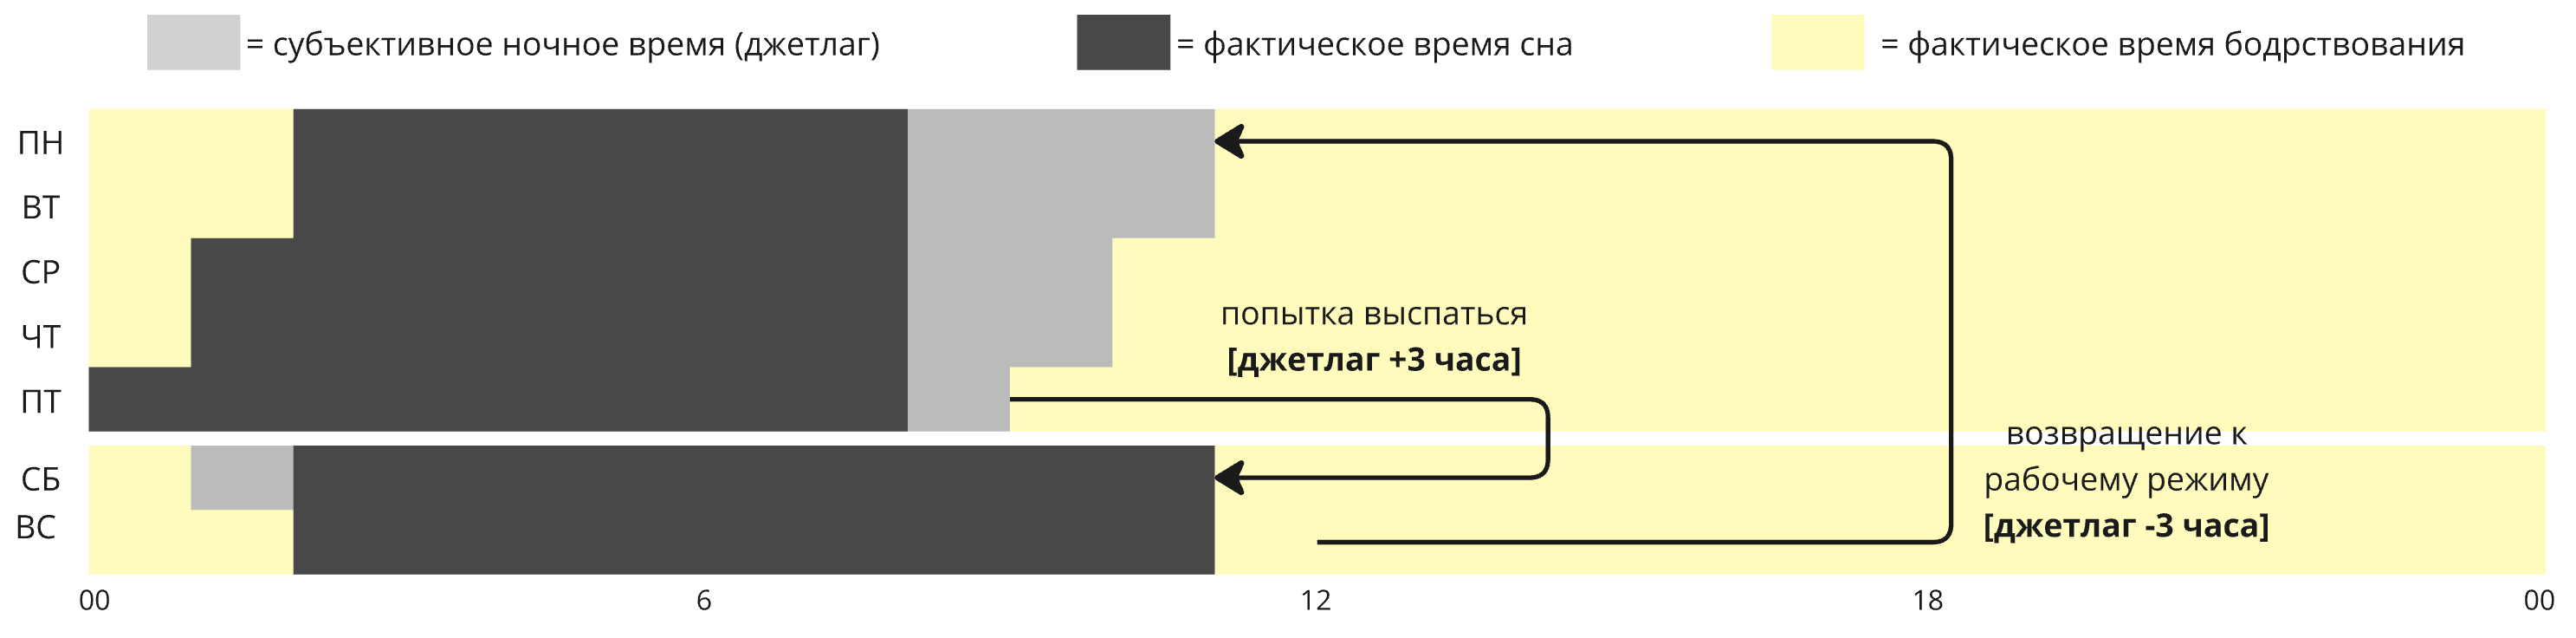 = субъективное ночное время (джетлаг)
= фактическое время сна
= фактическое время бодрствования
ПН
ВТ
СР
ЧТ
попытка выспаться
[джетлаг +3 часа]
ПТ
возвращение к
рабочему режиму
[джетлаг -3 часа]
СБ
ВС
00
6
12
18
00